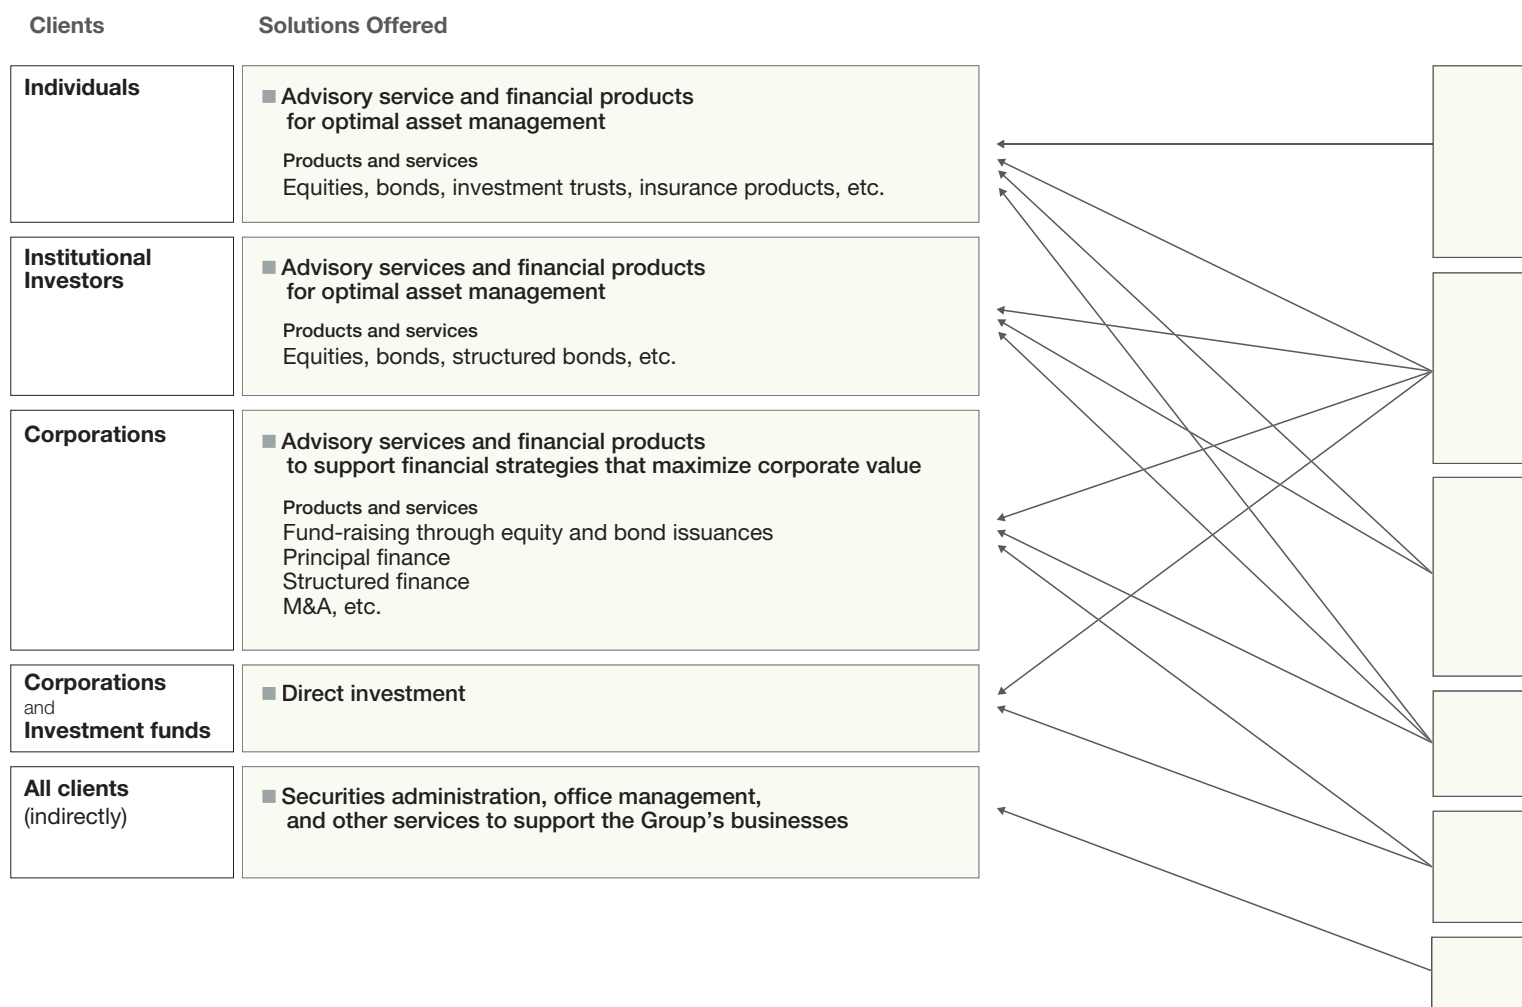 Clients
Solutions Offered
Individuals
Advisory service and financial products
for optimal asset management
Products and services
Equities, bonds, investment trusts, insurance products, etc.
Institutional
Investors
Advisory services and financial products
for optimal asset management
Products and services
Equities, bonds, structured bonds, etc.
Corporations
Advisory services and financial products
to support financial strategies that maximize corporate value
Products and services
Fund-raising through equity and bond issuances
Principal finance
Structured finance
M&A, etc.
Corporations
and
Investment funds
Direct investment
All clients
(indirectly)
Securities administration, office management,
and other services to support the Group’s businesses